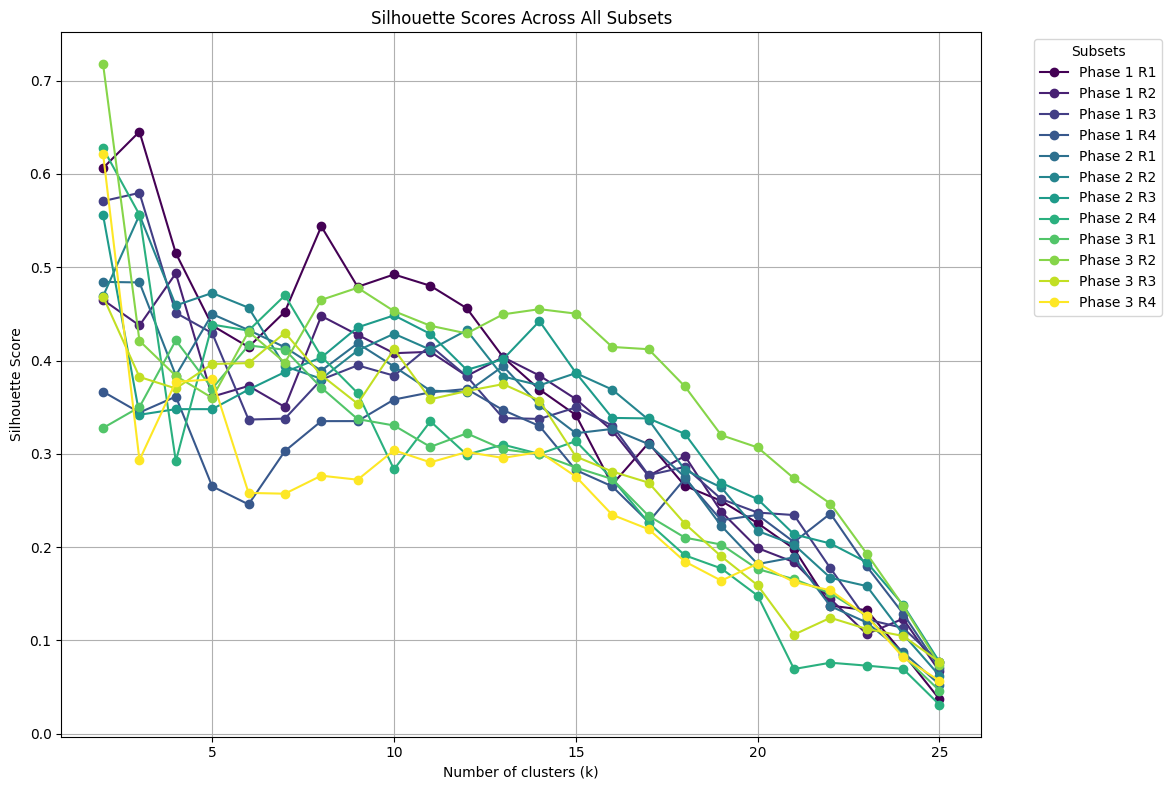 Silhouette Scores Across All Subsets
Silhouette Score
0.7
0.6
0.5
0.4
0.3
0.2
0.1
0.0
5
10
15
20
25
Number of clusters (k)
Subsets
Phase 1 R1
Phase 1 R2
Phase 1 R3
Phase 1 R4
Phase 2 R1
Phase 2 R2
Phase 2 R3
Phase 2 R4
Phase 3 R1
Phase 3 R2
Phase 3 R3
Phase 3 R4